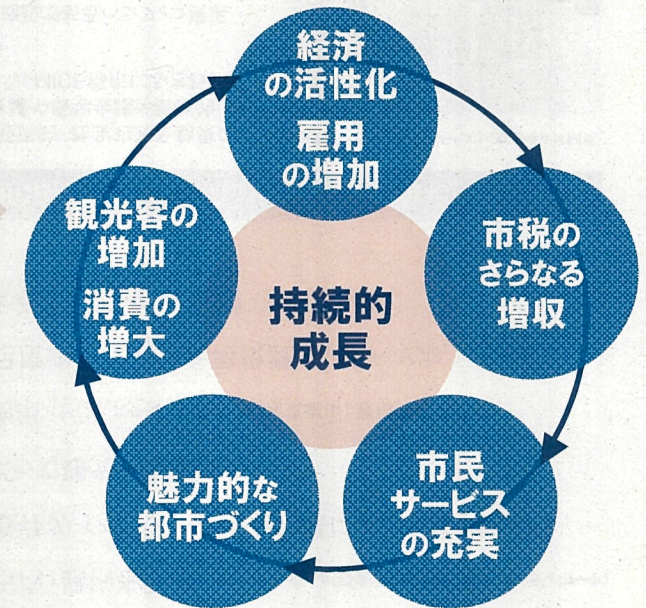 経済
の活性化
雇用
の増加
市税の
さらなる
増収
市民
サービス
の充実
魅力的な
都市づくり
観光客の
増加
消費の
増大
持続的
成長